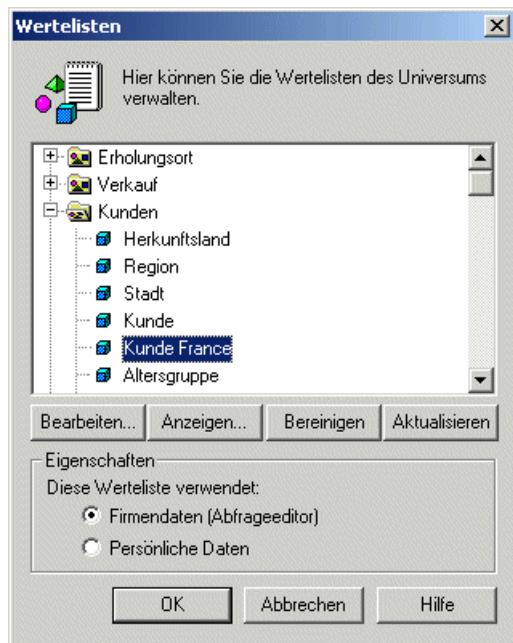 Wertelisten
Hier können Sie die Wertelisten des Universums
verwalten.
Erholungsort
Verkauf
Kunden
Herkunftsland
Region
Stadt
Kunde
Kunde France
Altersgruppe
Bearbeiten... Anzeigen... Bereinigen Aktualisieren
Eigenschaften
Diese Werteliste verwendet:
Firmendaten (Abfrageeditor)
Persönliche Daten
OK Abbrechen Hilfe